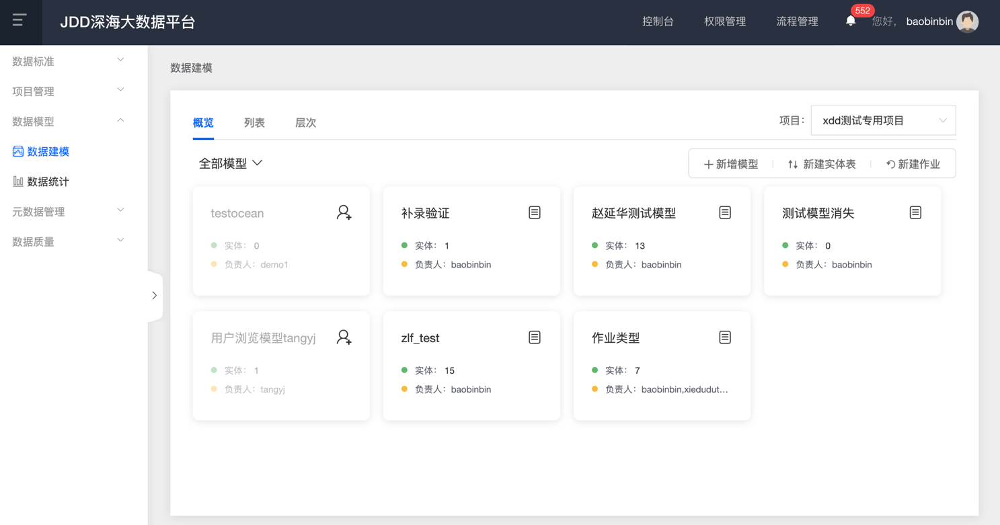 JDD深海大数据平台
控制台
权限管理
流程管理
552
您好，
baobinbin
数据标准
项目管理
数据模型
数据建模
数据统计
元数据管理
数据质量
数据建模
概览
列表
层次
项目：
xdd测试专用项目
全部模型
新增模型
新建实体表
新建作业
testocean
实体： 0
负责人：demo1
补录验证
实体： 1
负责人：baobinbin
赵延华测试模型
实体： 13
负责人：baobinbin
测试模型消失
实体： 0
负责人：baobinbin
用户浏览模型tangyj
实体： 1
负责人：tangyj
zlf_test
实体： 15
负责人：baobinbin
作业类型
实体： 7
负责人：baobinbin,xiedudut...